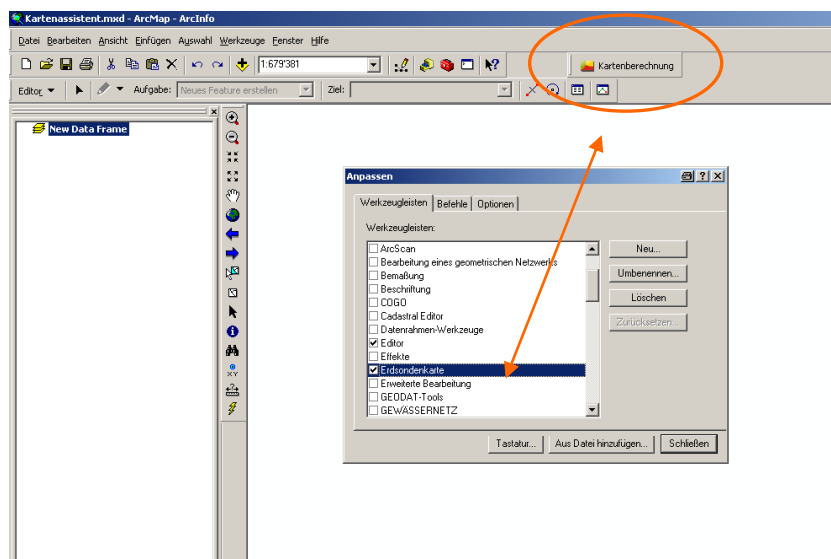 Kartenassistent.mxd - ArcMap - ArcInfo
Datei Bearbeiten Ansicht Einfügen Auswahl Werkzeuge Fenster Hilfe
1:679'381
Kartenberechnung
Editor Aufgabe: Neues Feature erstellen Ziel:
New Data Frame
Anpassen
Werkzeugleisten Befehle Optionen
Werkzeugleisten:
ArcScan
Bearbeitung eines geometrischen Netzwerks
Bemaßung
Beschriftung
COGO
Cadastral Editor
Datenrahmen-Werkzeuge
Editor
Effekte
Erdsondenkarte
Erweiterte Bearbeitung
GEODAT-Tools
GEWÄSSERNETZ
Neu...
Umbenennen...
Löschen
Zurücksetzen...
Tastatur... Aus Datei hinzufügen... Schließen
XY